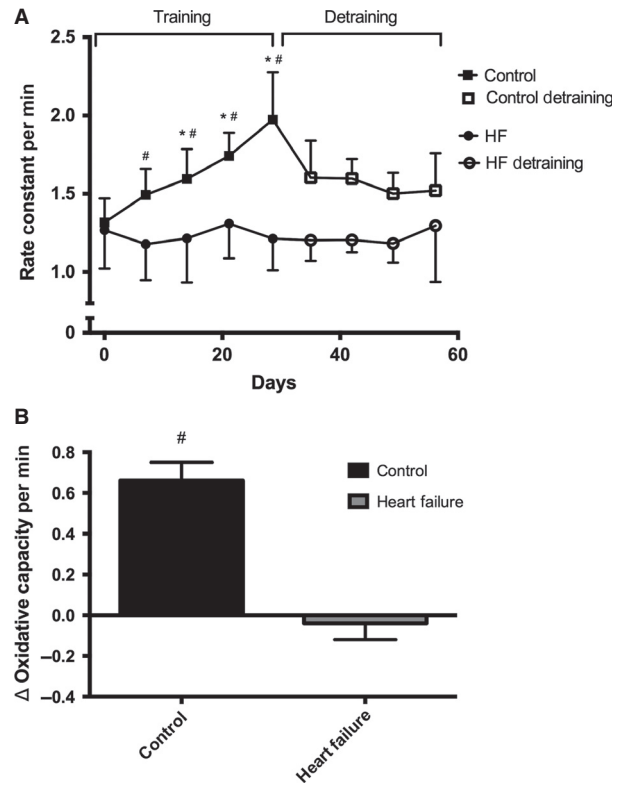 A
Training Detraining
2.5
* #
Control
Control detraining
2.0
* #
* #
HF
#
HF detraining
1.5
1.0
0
Rate constant per min
0 20 40 60
Days
B
0.8
#
Control
0.6
Heart failure
0.4
0.2
0.0
–0.2
–0.4
Δ Oxidative capacity per min
Control
Heart failure